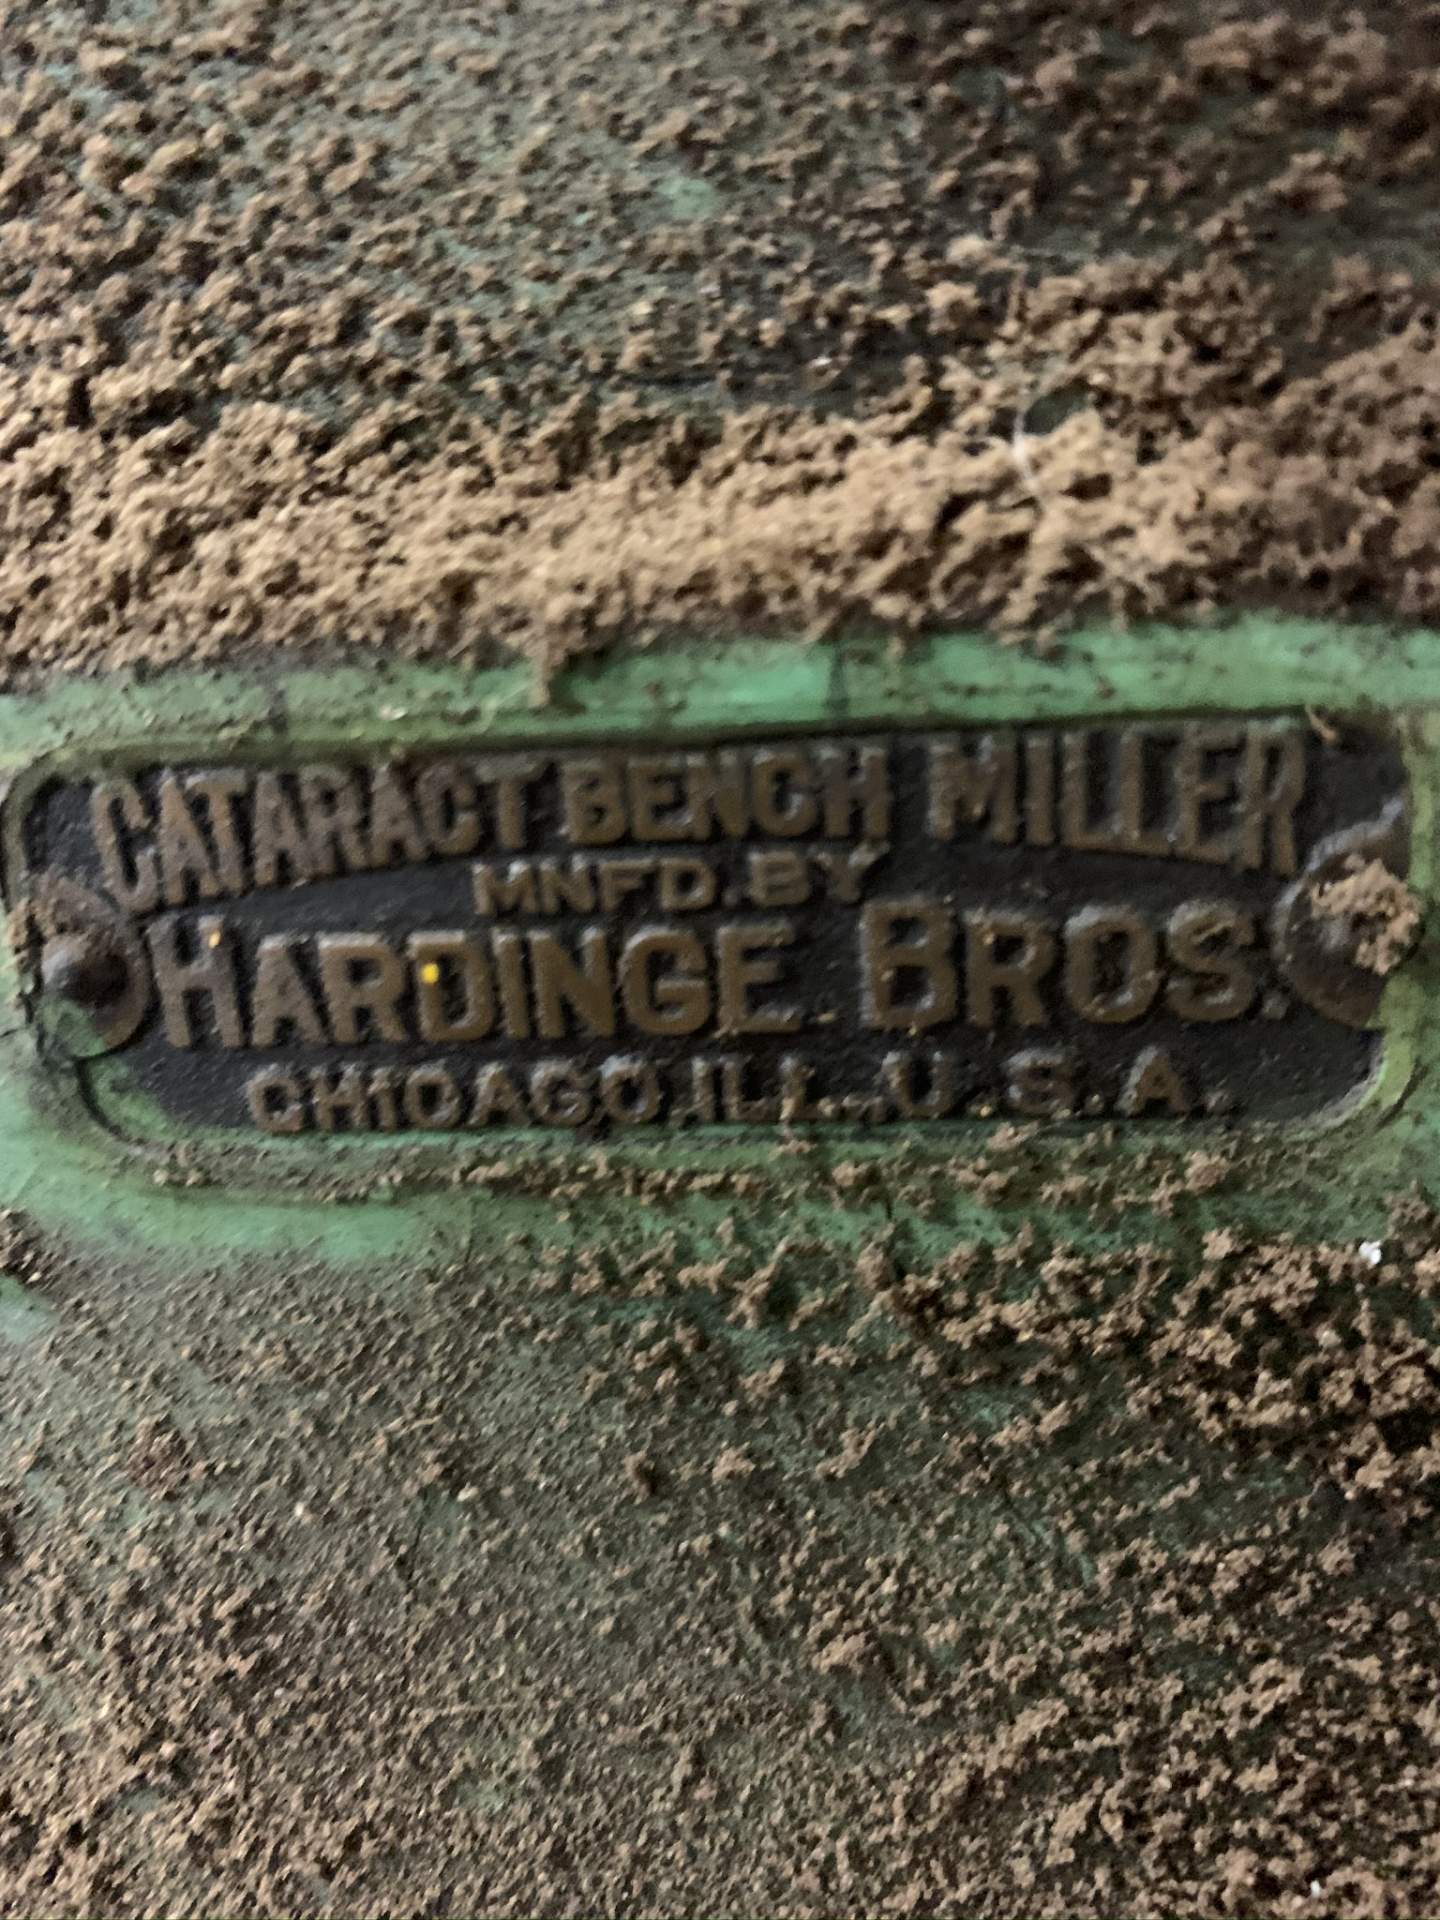 CATARACT BENCH MILLER
MNFD. BY
HARDINGE BROS.
CHICAGO ILL. U.S.A.